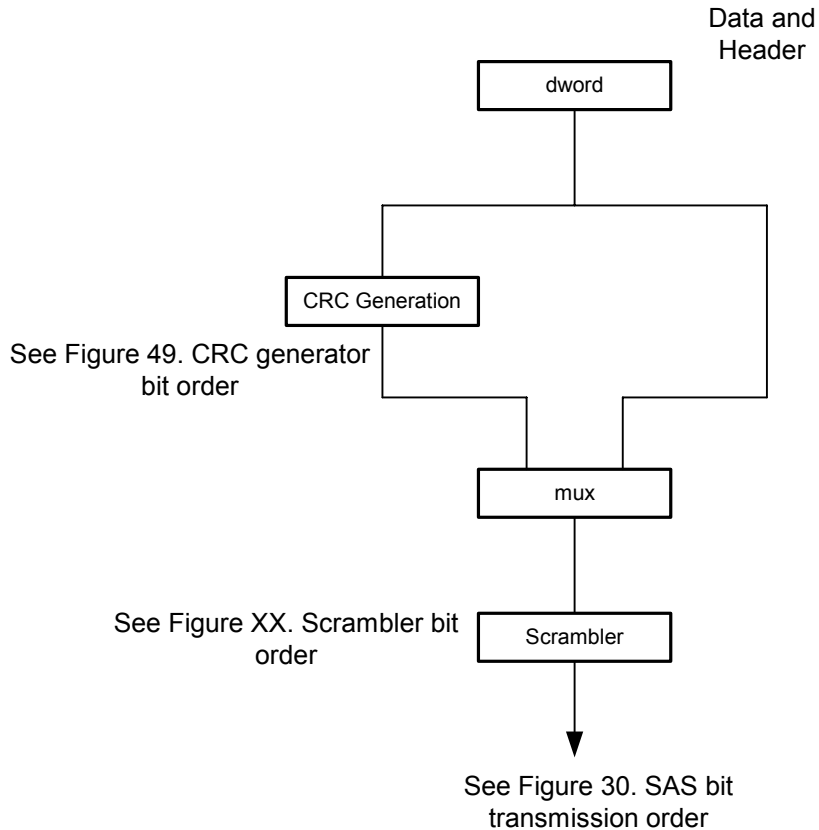 Data and
Header
dword
CRC Generation
See Figure 49. CRC generator
bit order
mux
See Figure XX. Scrambler bit
order
Scrambler
See Figure 30. SAS bit
transmission order